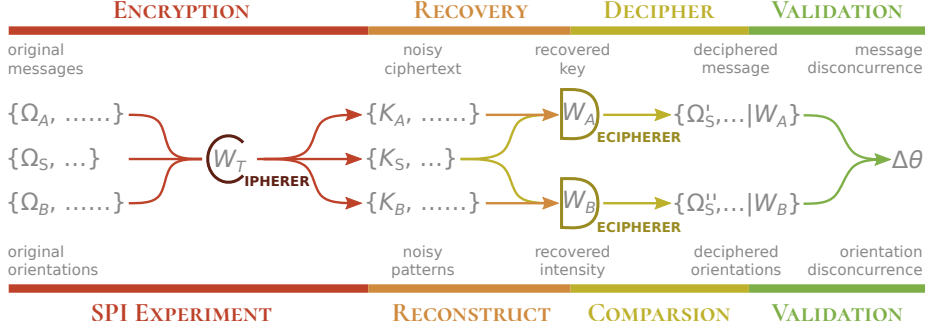 ENCRYPTION RECOVERY DECIPHER VALIDATION
original noisy recovered deciphered message
messages ciphertext key message disconcurrence
{Ω_A, ......} {K_A, ......} W_A {Ω'_S,...|W_A}
ECIPHERER
{Ω_S, ...} W_T {K_S, ...} Δθ
IPHERER
{Ω_B, ......} {K_B, ......} W_B {Ω''_S,...|W_B}
ECIPHERER
original noisy recovered deciphered orientation
orientations patterns intensity orientations disconcurrence
SPI EXPERIMENT RECONSTRUCT COMPARSION VALIDATION